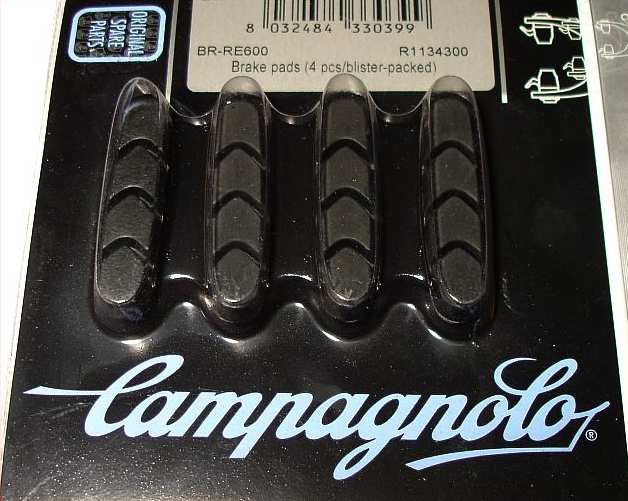 ORIGINAL
SPARE
PARTS
8 032484 330399
BR-RE600 R1134300
Brake pads (4 pcs/blister-packed)
Campagnolo®